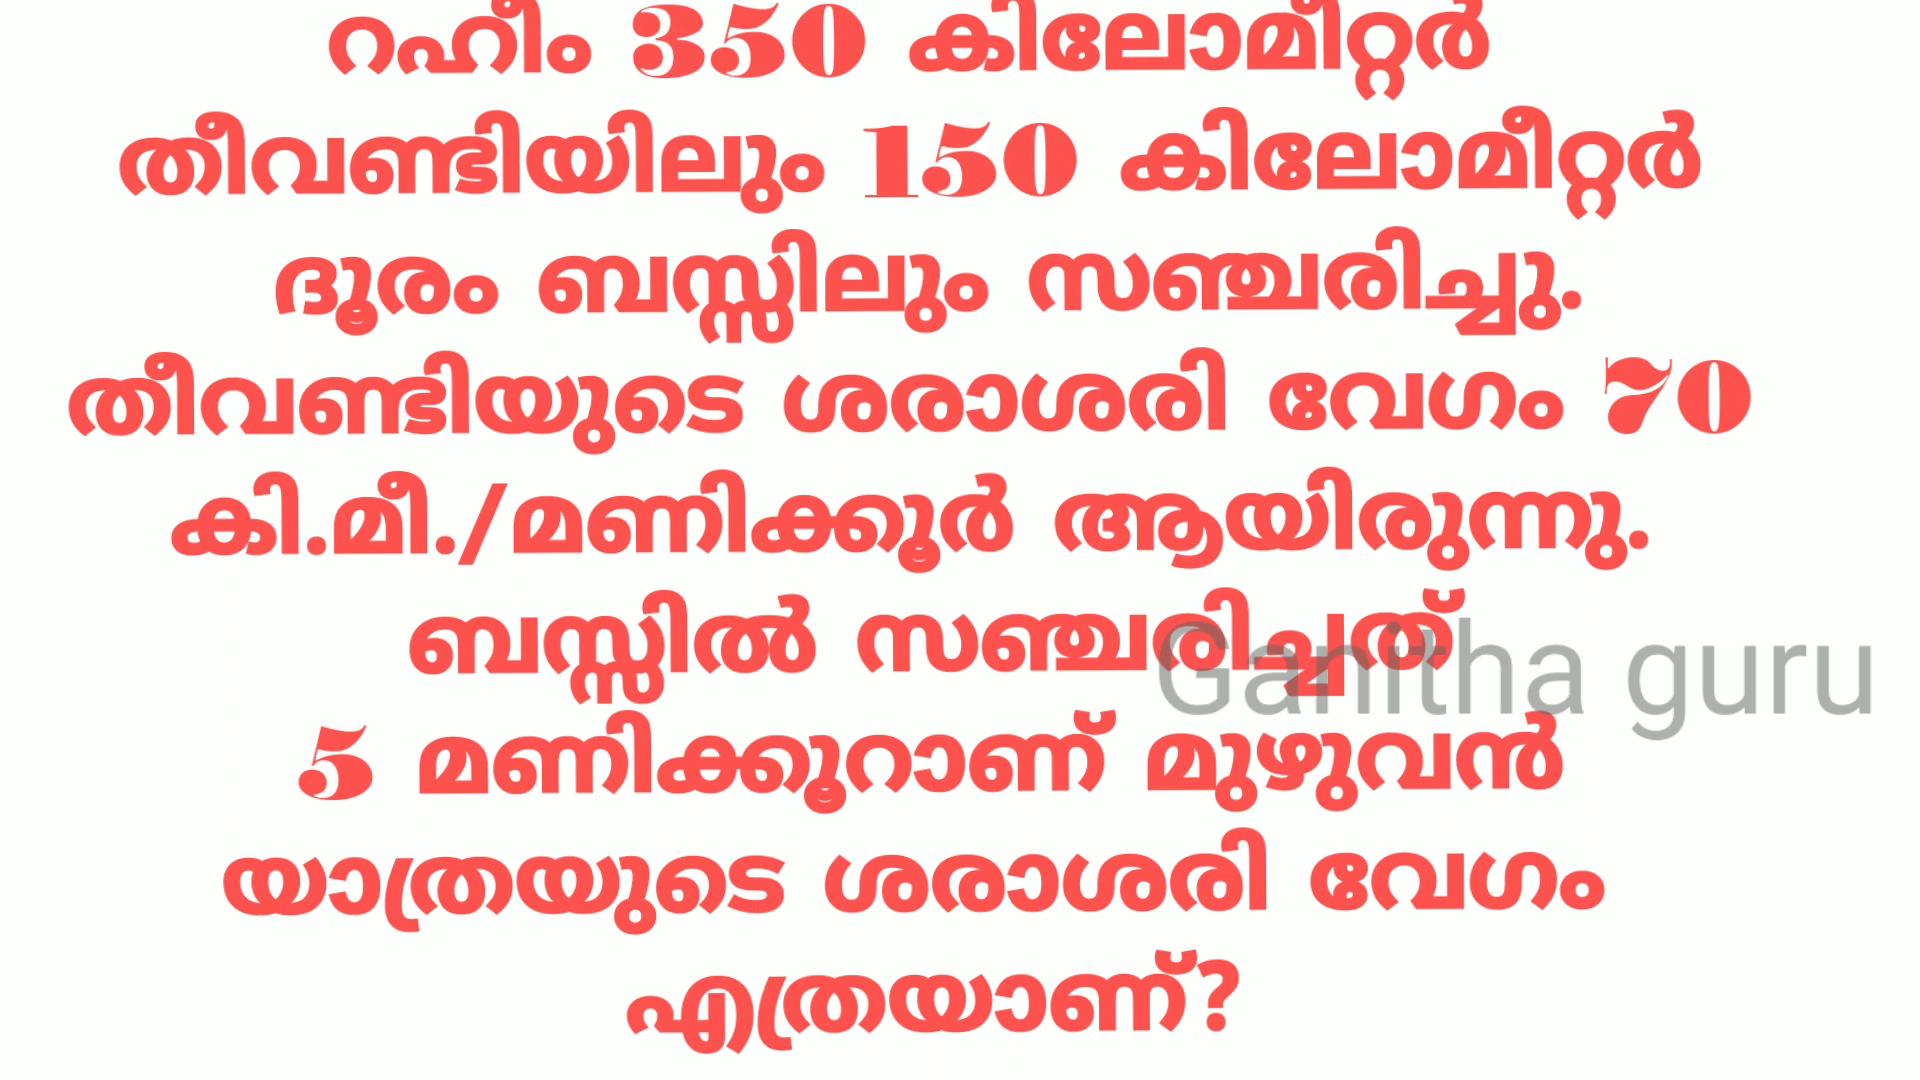 റഹീം 350 കിലോമീറ്റർ
തീവണ്ടിയിലും 150 കിലോമീറ്റർ
ദൂരം ബസ്സിലും സഞ്ചരിച്ചു.
തീവണ്ടിയുടെ ശരാശരി വേഗം 70
കി.മീ./മണിക്കൂർ ആയിരുന്നു.
ബസ്സിൽ സഞ്ചരിച്ചത്
Ganitha guru
5 മണിക്കൂറാണ് മുഴുവൻ
യാത്രയുടെ ശരാശരി വേഗം
എത്രയാണ്?